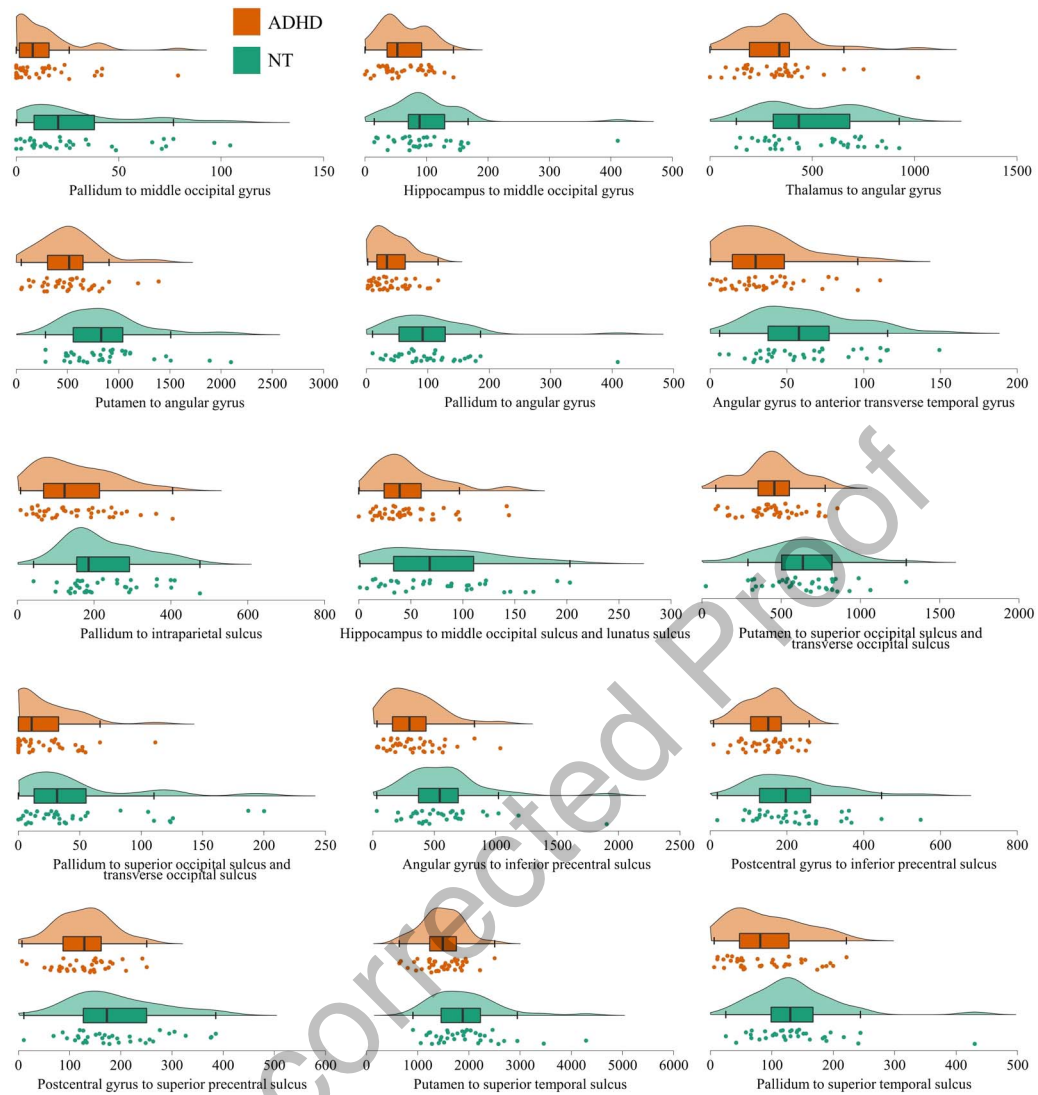 ADHD
NT
0 50 100 150
Pallidum to middle occipital gyrus
0 100 200 300 400 500
Hippocampus to middle occipital gyrus
0 500 1000 1500
Thalamus to angular gyrus
0 500 1000 1500 2000 2500 3000
Putamen to angular gyrus
0 100 200 300 400 500
Pallidum to angular gyrus
0 50 100 150 200
Angular gyrus to anterior transverse temporal gyrus
0 200 400 600 800
Pallidum to intraparietal sulcus
0 50 100 150 200 250 300
Hippocampus to middle occipital sulcus and lunatus sulcus
0 500 1000 1500 2000
Putamen to superior occipital sulcus and
transverse occipital sulcus
0 50 100 150 200 250
Pallidum to superior occipital sulcus and
transverse occipital sulcus
0 500 1000 1500 2000 2500
Angular gyrus to inferior precentral sulcus
0 200 400 600 800
Postcentral gyrus to inferior precentral sulcus
0 100 200 300 400 500 600
Postcentral gyrus to superior precentral sulcus
0 1000 2000 3000 4000 5000 6000
Putamen to superior temporal sulcus
0 100 200 300 400 500
Pallidum to superior temporal sulcus
corrected Proof